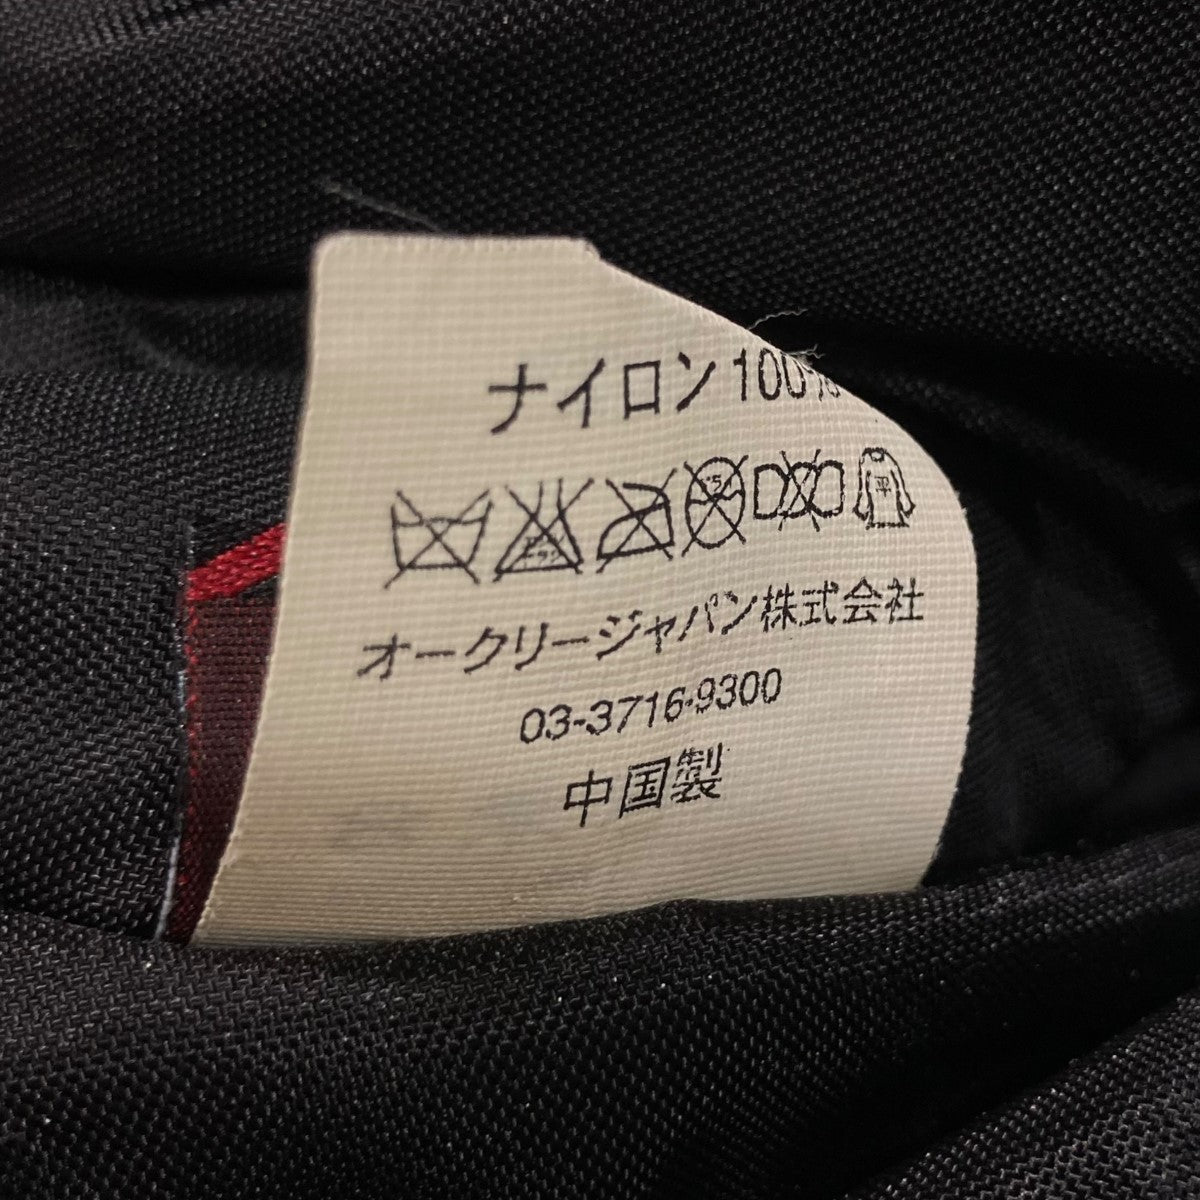 ナイロン100%
平
オークリージャパン株式会社
03-3716-9300
中国製